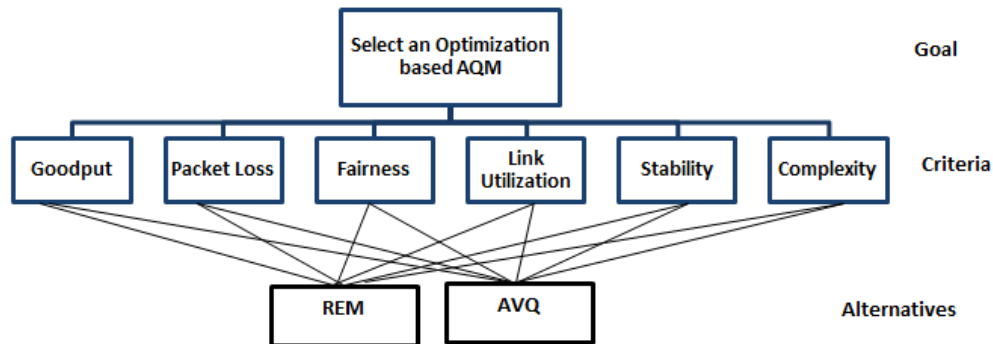 Select an Optimization
based AQM
Goal
Goodput
Packet Loss
Fairness
Link
Utilization
Stability
Complexity
Criteria
REM
AVQ
Alternatives